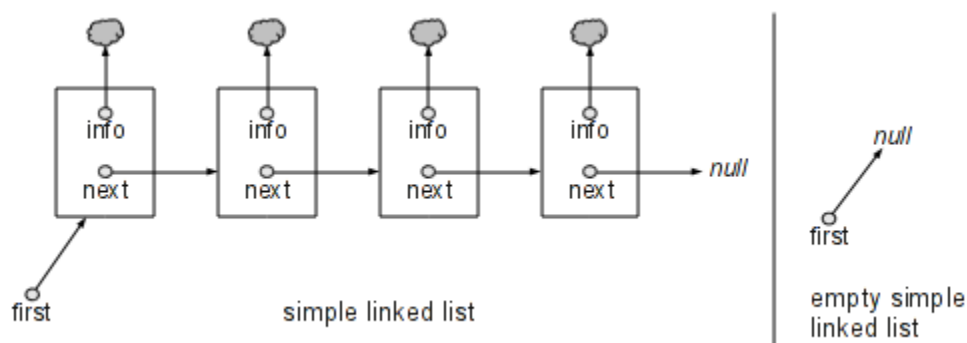 info
info
info
info
next
next
next
next
null
first
simple linked list
null
first
empty simple
linked list